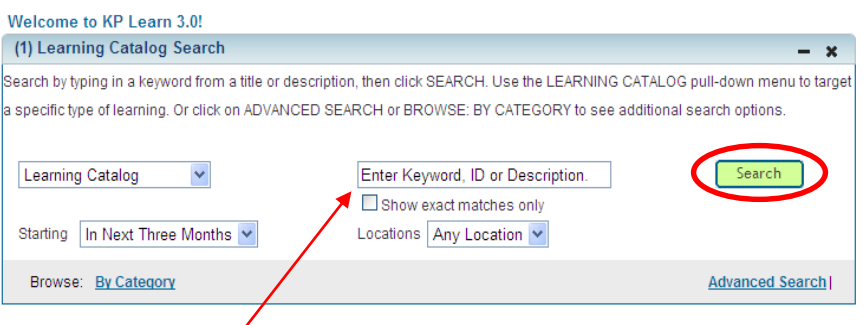 Welcome to KP Learn 3.0!
(1) Learning Catalog Search
Search by typing in a keyword from a title or description, then click SEARCH. Use the LEARNING CATALOG pull-down menu to target
a specific type of learning. Or click on ADVANCED SEARCH or BROWSE: BY CATEGORY to see additional search options.
Learning Catalog Enter Keyword, ID or Description. Search
Show exact matches only
Starting In Next Three Months Locations Any Location
Browse: By Category Advanced Search